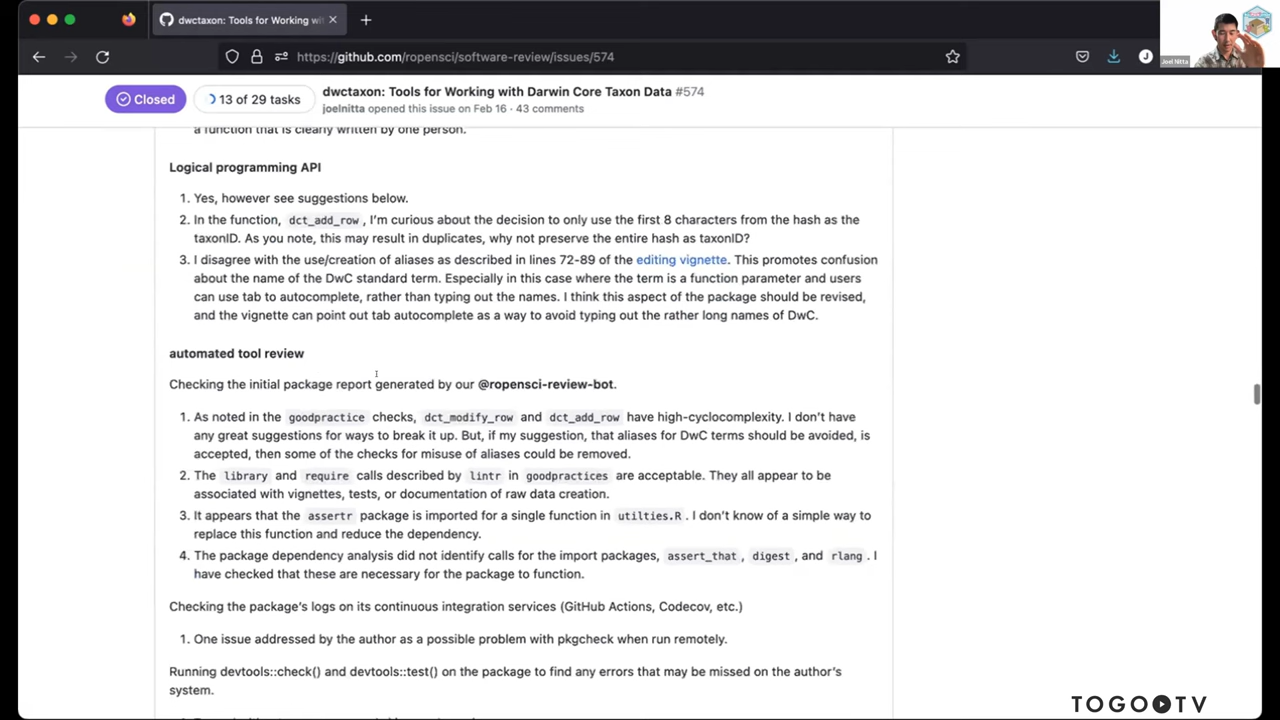 dwctaxon: Tools for Working wi
https://github.com/ropensci/software-review/issues/574
J
Joel Nitta
Closed
13 of 29 tasks
dwctaxon: Tools for Working with Darwin Core Taxon Data #574
joelnitta opened this issue on Feb 16 · 43 comments
a function that is clearly written by one person.
Logical programming API
1. Yes, however see suggestions below.
2. In the function, dct_add_row , I'm curious about the decision to only use the first 8 characters from the hash as the
taxonID. As you note, this may result in duplicates, why not preserve the entire hash as taxonID?
3. I disagree with the use/creation of aliases as described in lines 72-89 of the editing vignette. This promotes confusion
about the name of the DwC standard term. Especially in this case where the term is a function parameter and users
can use tab to autocomplete, rather than typing out the names. I think this aspect of the package should be revised,
and the vignette can point out tab autocomplete as a way to avoid typing out the rather long names of DwC.
automated tool review
Checking the initial package report generated by our @ropensci-review-bot.
1. As noted in the goodpractice checks, dct_modify_row and dct_add_row have high-cyclocomplexity. I don't have
any great suggestions for ways to break it up. But, if my suggestion, that aliases for DwC terms should be avoided, is
accepted, then some of the checks for misuse of aliases could be removed.
2. The library and require calls described by lintr in goodpractices are acceptable. They all appear to be
associated with vignettes, tests, or documentation of raw data creation.
3. It appears that the assertr package is imported for a single function in utilties.R . I don't know of a simple way to
replace this function and reduce the dependency.
4. The package dependency analysis did not identify calls for the import packages, assert_that , digest , and rlang . I
have checked that these are necessary for the package to function.
Checking the package's logs on its continuous integration services (GitHub Actions, Codecov, etc.)
1. One issue addressed by the author as a possible problem with pkgcheck when run remotely.
Running devtools::check() and devtools::test() on the package to find any errors that may be missed on the author's
system.
TOGO TV